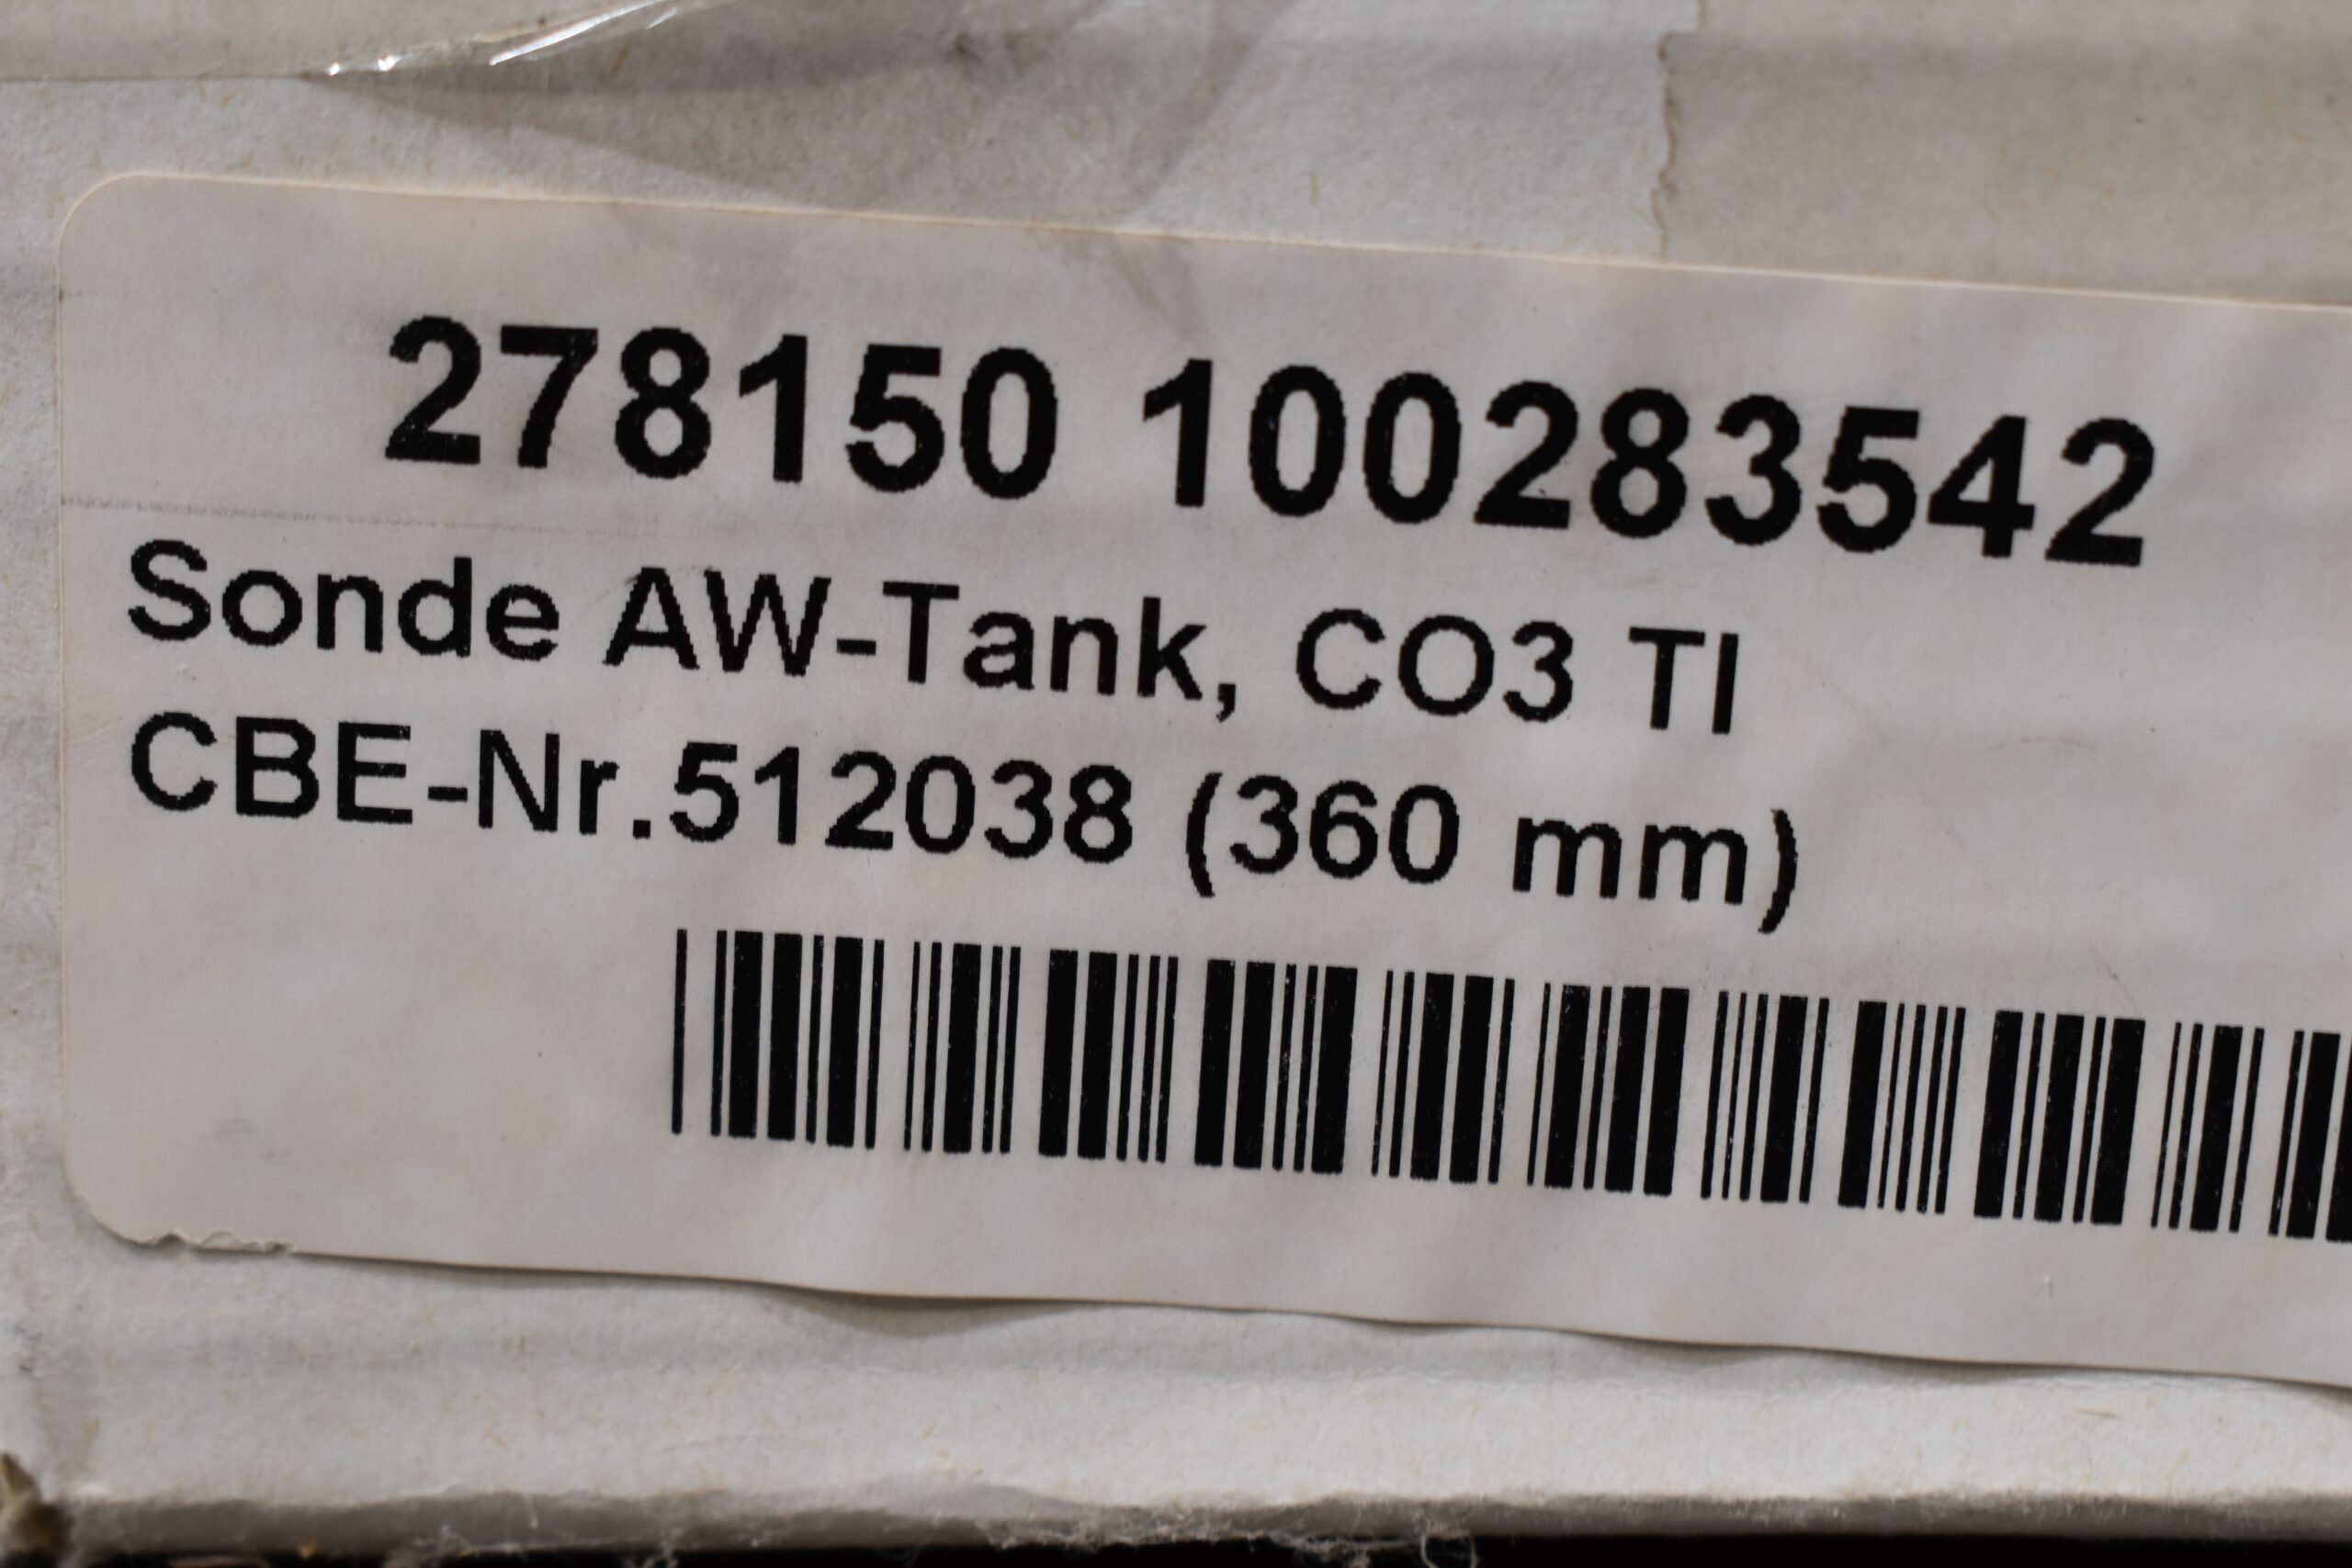 278150 100283542
Sonde AW-Tank, CO3 TI
CBE-Nr.512038 (360 mm)